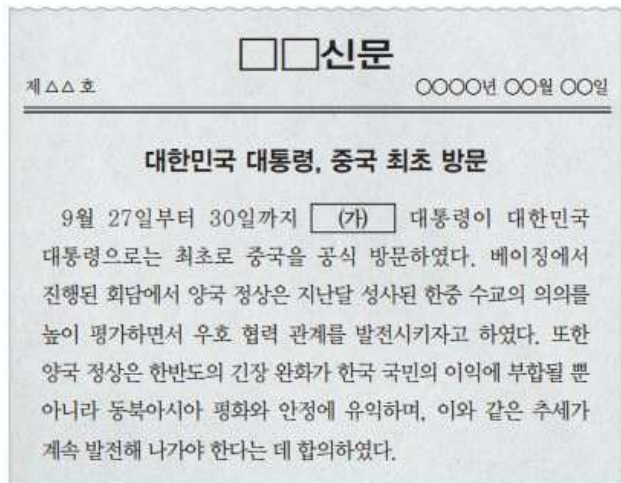 □□신문
제 △△ 호 ○○○○년 ○○월 ○○일
대한민국 대통령, 중국 최초 방문
9월 27일부터 30일까지 (가) 대통령이 대한민국
대통령으로는 최초로 중국을 공식 방문하였다. 베이징에서
진행된 회담에서 양국 정상은 지난달 성사된 한중 수교의 의의를
높이 평가하면서 우호 협력 관계를 발전시키자고 하였다. 또한
양국 정상은 한반도의 긴장 완화가 한국 국민의 이익에 부합될 뿐
아니라 동북아시아 평화와 안정에 유익하며, 이와 같은 추세가
계속 발전해 나가야 한다는 데 합의하였다.